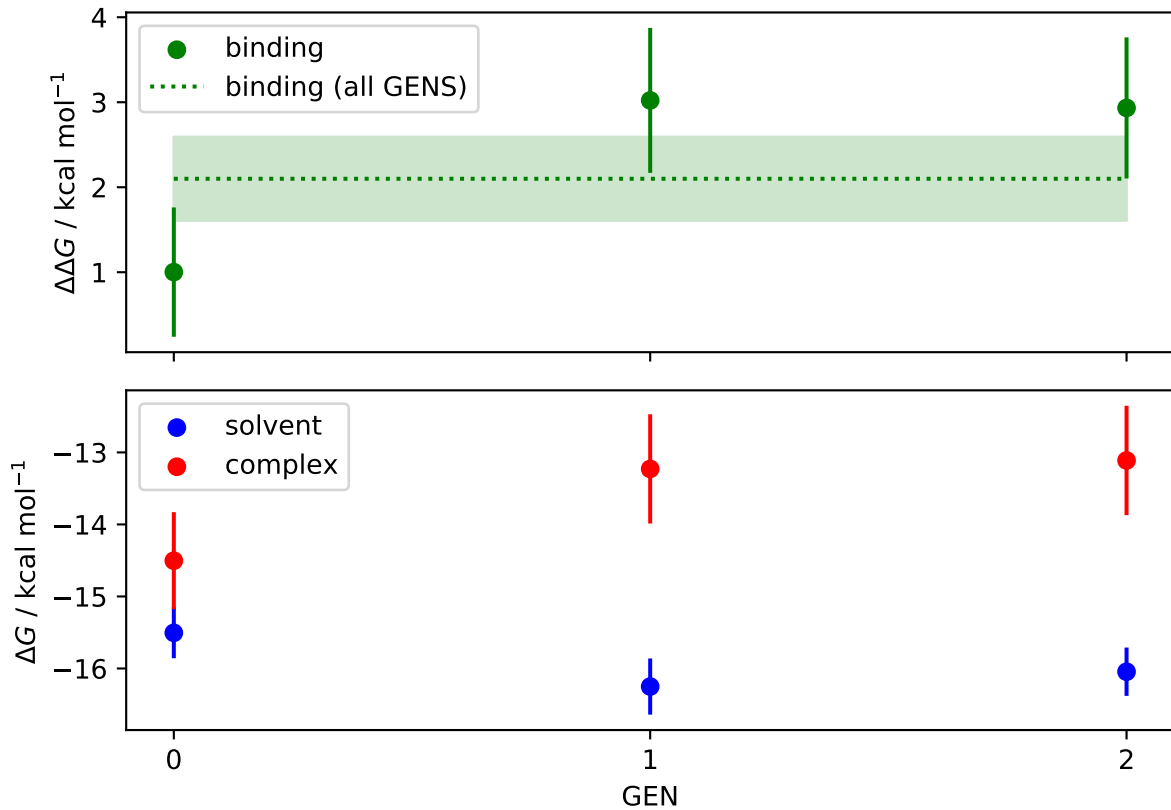 4
3
2
1
ΔΔG / kcal mol⁻¹
binding
binding (all GENS)
−13
−14
−15
−16
ΔG / kcal mol⁻¹
solvent
complex
0 1 2
GEN